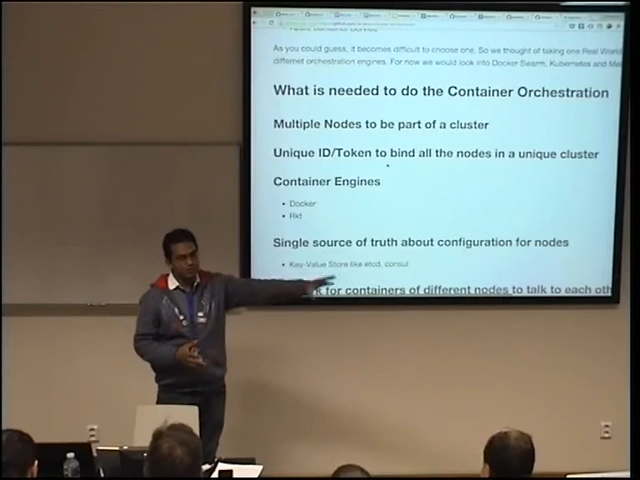 As you could guess, it becomes difficult to choose one. So we thought of taking one Real World
differnet orchestration engines. For now we would look into Docker Swarm, Kubernetes and Me
What is needed to do the Container Orchestration
Multiple Nodes to be part of a cluster
Unique ID/Token to bind all the nodes in a unique cluster
Container Engines
• Docker
• Rkt
Single source of truth about configuration for nodes
• Key-Value Store like etcd, consul
k for containers of different nodes to talk to each oth